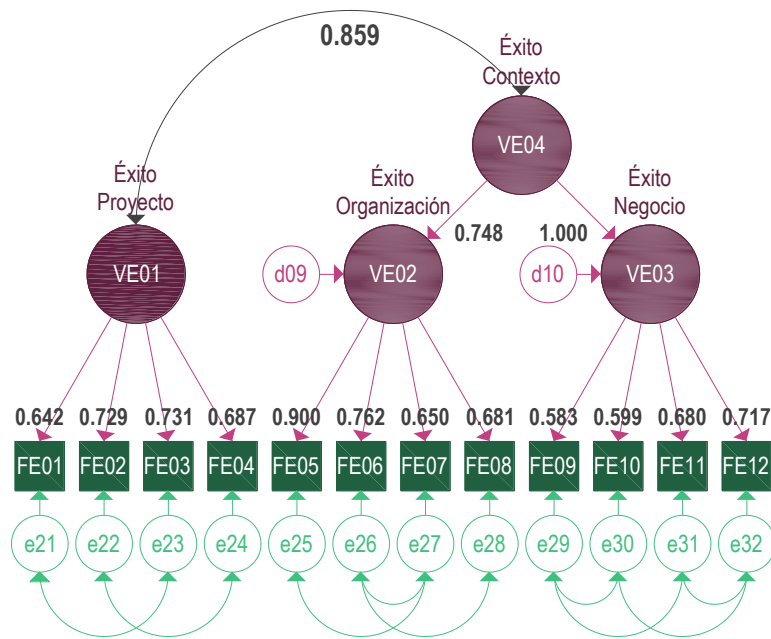 0.859
Éxito
Contexto
VE04
Éxito
Proyecto
Éxito
Organización
Éxito
Negocio
0.748 1.000
VE01 d09 VE02 d10 VE03
0.642 0.729 0.731 0.687 0.900 0.762 0.650 0.681 0.583 0.599 0.680 0.717
FE01 FE02 FE03 FE04 FE05 FE06 FE07 FE08 FE09 FE10 FE11 FE12
e21 e22 e23 e24 e25 e26 e27 e28 e29 e30 e31 e32